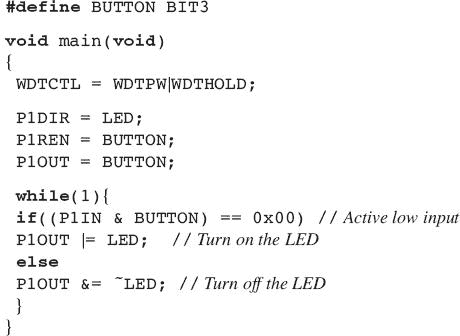 #define BUTTON BIT3
void main(void)
{
WDTCTL = WDTPW|WDTHOLD;
P1DIR = LED;
P1REN = BUTTON;
P1OUT = BUTTON;
while(1){
if((P1IN & BUTTON) == 0x00) // Active low input
P1OUT |= LED; // Turn on the LED
else
P1OUT &= ~LED; // Turn off the LED
}
}